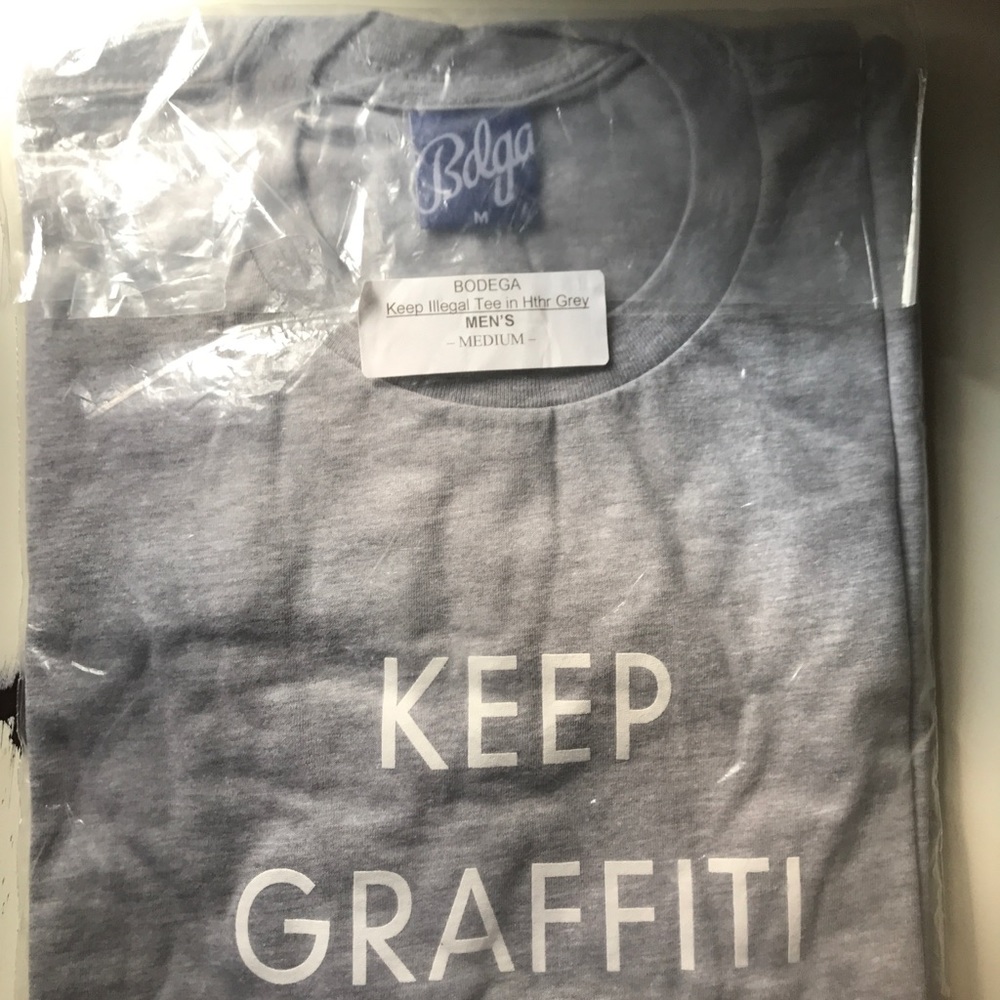 Bdga
M
BODEGA
Keep Illegal Tee in Hthr Grey
MEN'S
– MEDIUM –
KEEP
GRAFFITI